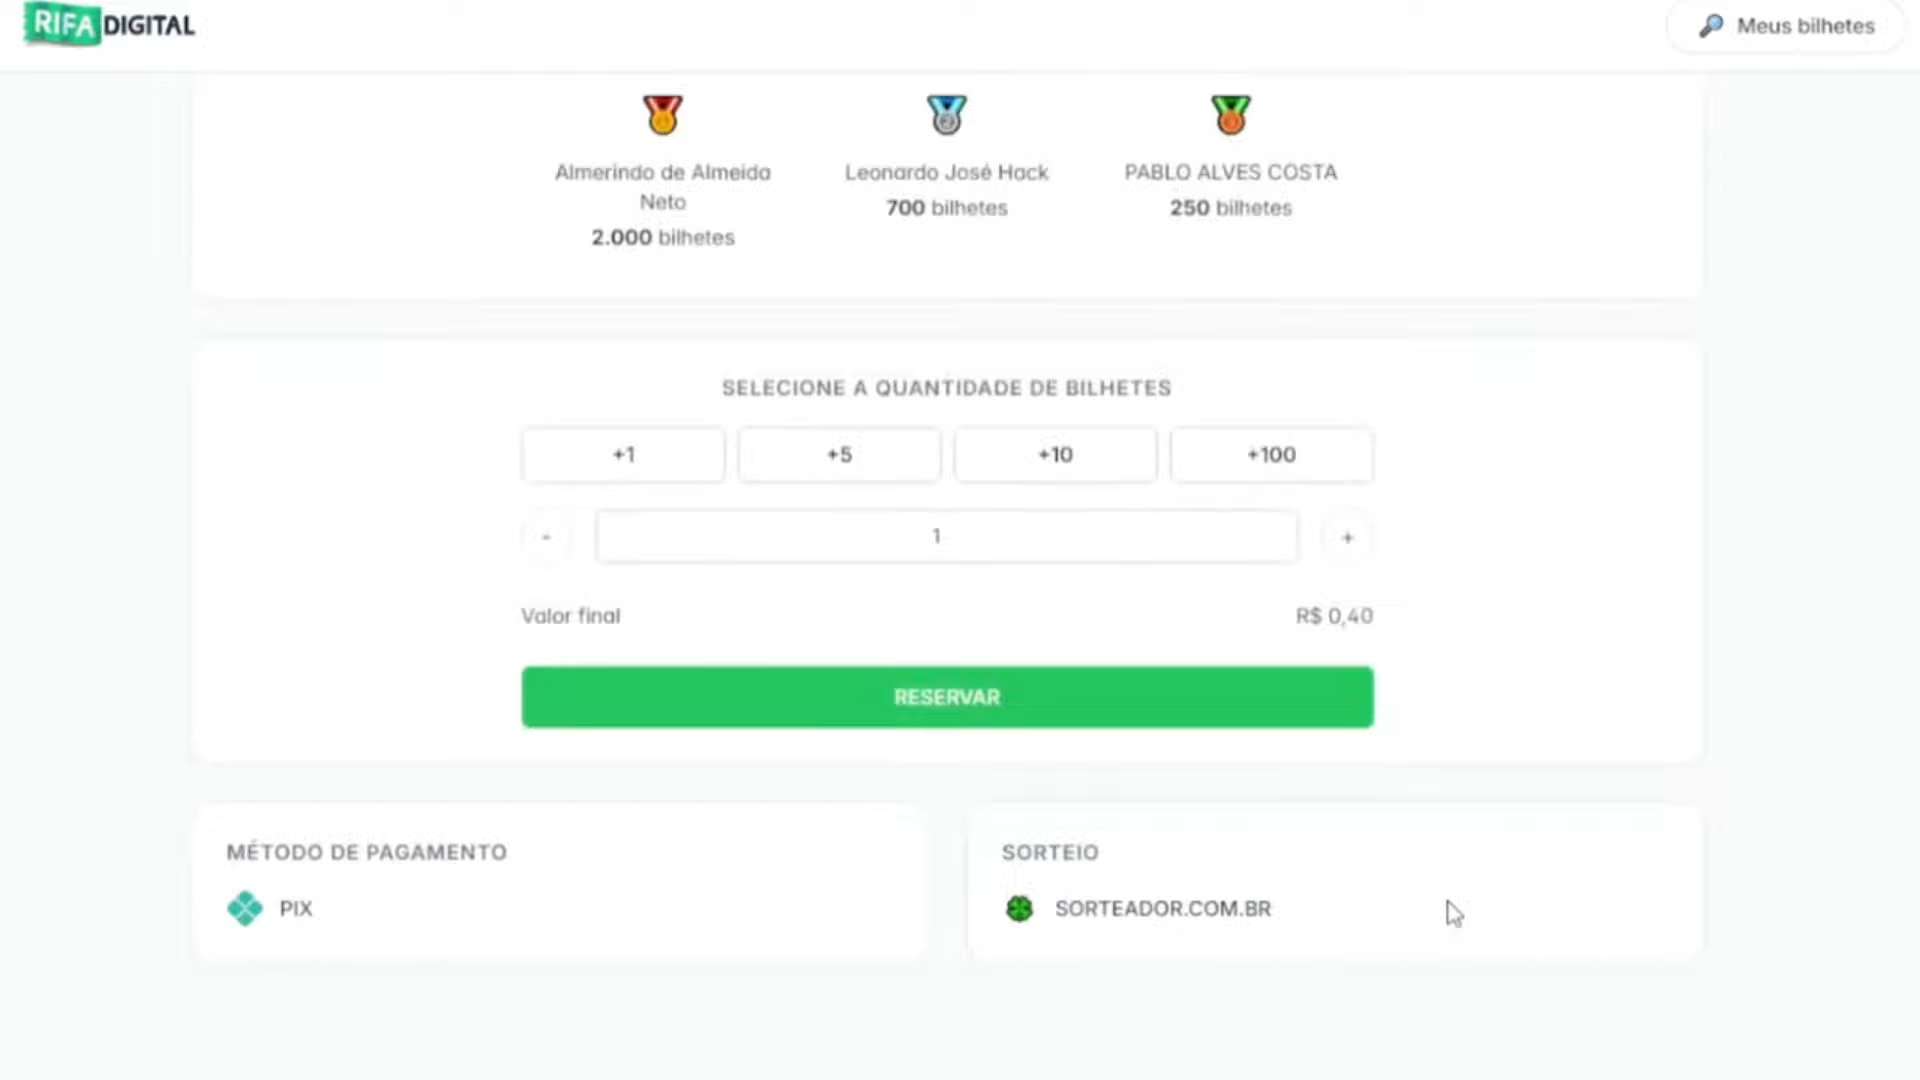 RIFA DIGITAL
Meus bilhetes
Almerindo de Almeida
Neto
2.000 bilhetes
Leonardo José Hack
700 bilhetes
PABLO ALVES COSTA
250 bilhetes
SELECIONE A QUANTIDADE DE BILHETES
+1 +5 +10 +100
- 1 +
Valor final R$ 0,40
RESERVAR
MÉTODO DE PAGAMENTO
PIX
SORTEIO
SORTEADOR.COM.BR